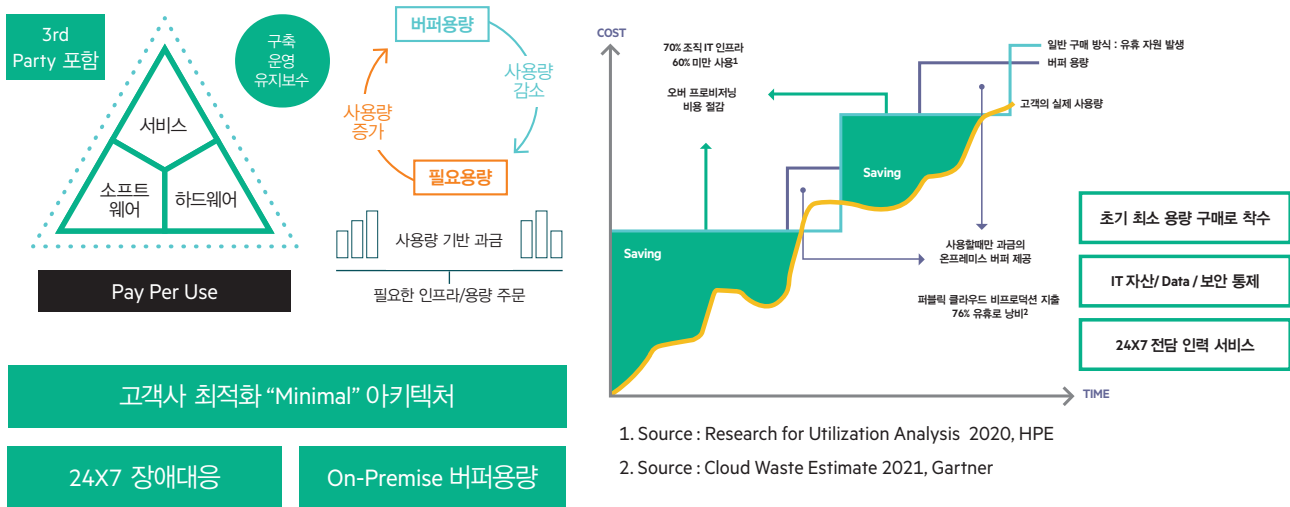 3rd
Party 포함
구축
운영
유지보수
서비스
소프트
웨어
하드웨어
Pay Per Use
버퍼용량
사용량
감소
사용량
증가
필요용량
사용량 기반 과금
필요한 인프라/용량 주문
고객사 최적화 “Minimal” 아키텍처
24X7 장애대응
On-Premise 버퍼용량
COST
70% 조직 IT 인프라
60% 미만 사용1
오버 프로비저닝
비용 절감
일반 구매 방식 : 유휴 자원 발생
버퍼 용량
고객의 실제 사용량
Saving
Saving
사용할때만 과금의
온프레미스 버퍼 제공
퍼블릭 클라우드 비프로덕션 지출
76% 유휴로 낭비2
TIME
초기 최소 용량 구매로 착수
IT 자산/ Data / 보안 통제
24X7 전담 인력 서비스
1. Source : Research for Utilization Analysis 2020, HPE
2. Source : Cloud Waste Estimate 2021, Gartner